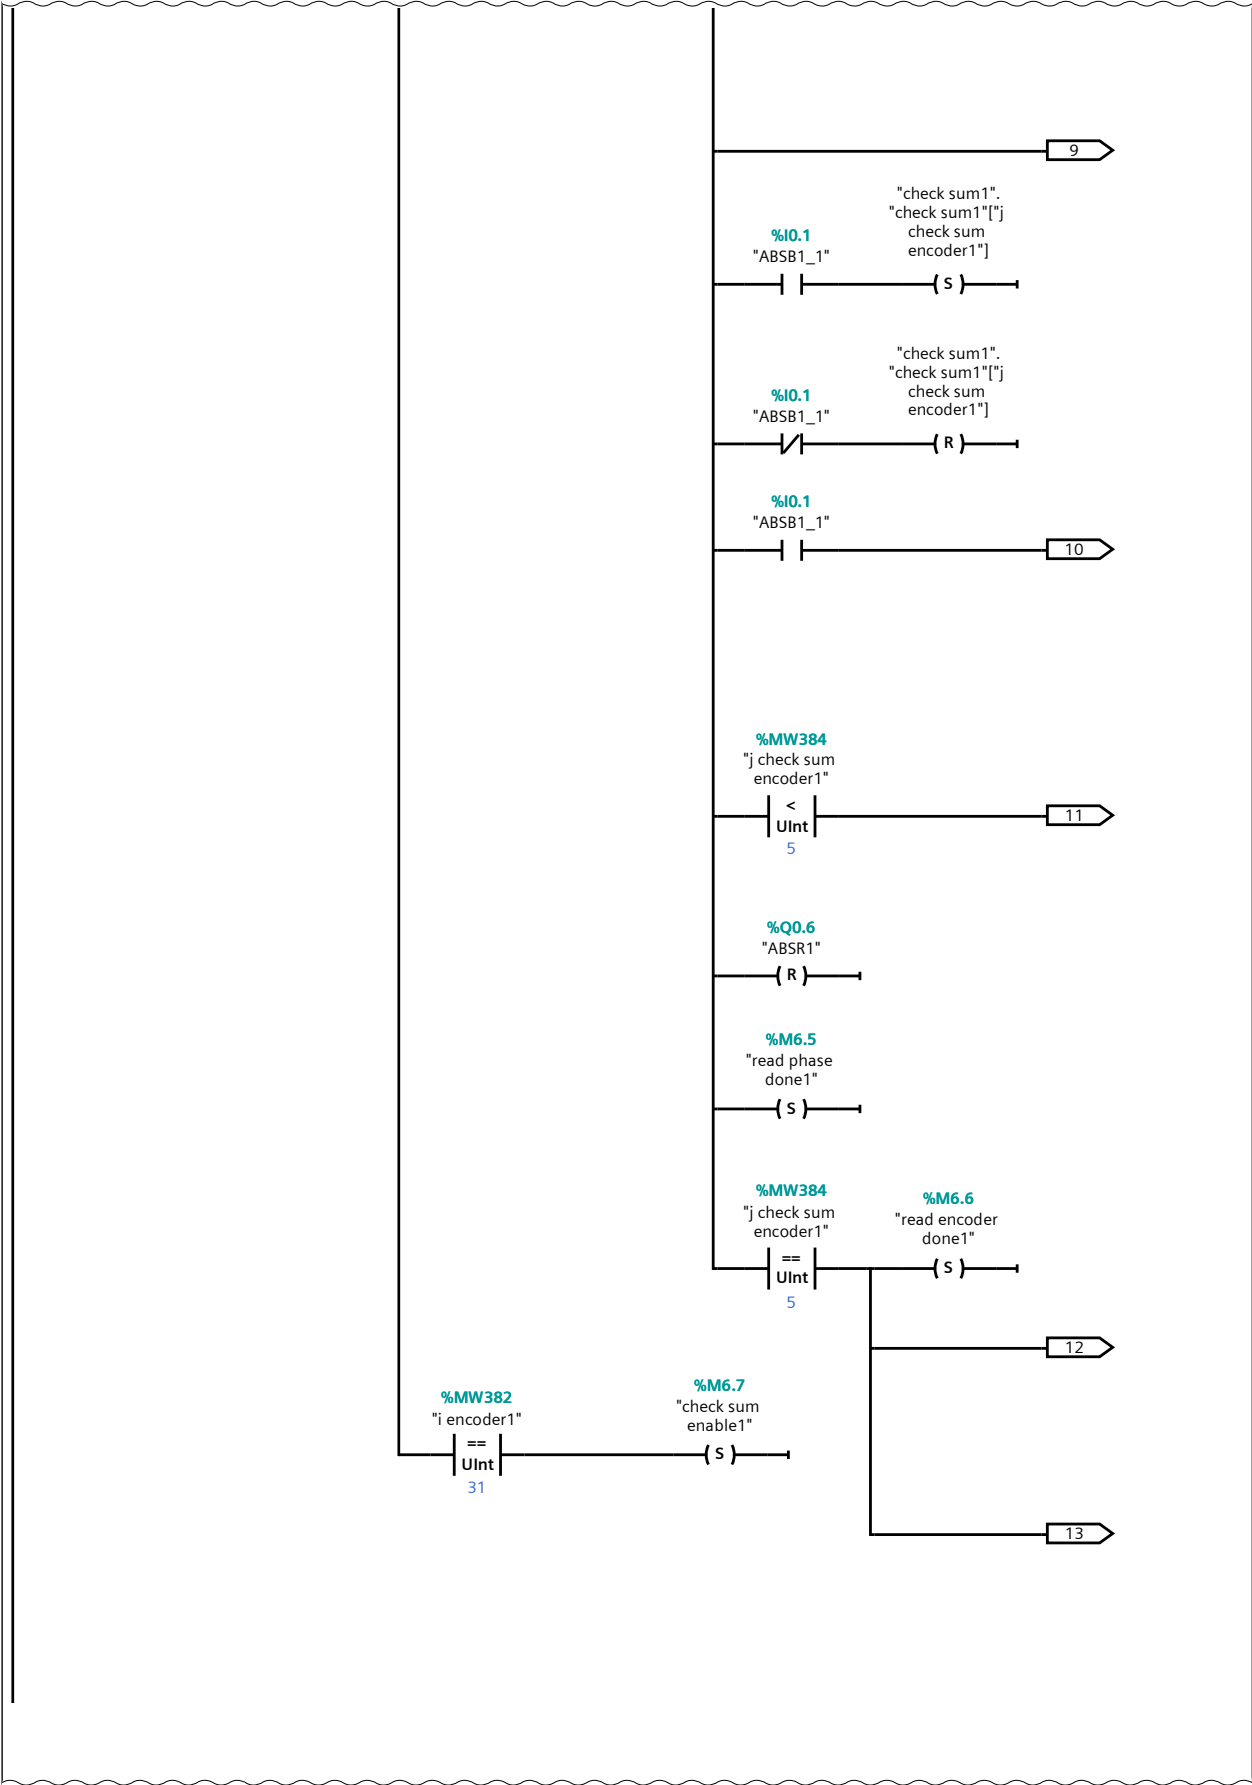 9
"check sum1".
"check sum1"["j
check sum
encoder1"]
%I0.1
"ABSB1_1"
S
"check sum1".
"check sum1"["j
check sum
encoder1"]
%I0.1
"ABSB1_1"
R
%I0.1
"ABSB1_1"
10
%MW384
"j check sum
encoder1"
<
UInt
5
11
%Q0.6
"ABSR1"
R
%M6.5
"read phase
done1"
S
%MW384
"j check sum
encoder1"
==
UInt
5
%M6.6
"read encoder
done1"
S
12
%MW382
"i encoder1"
==
UInt
31
%M6.7
"check sum
enable1"
S
13